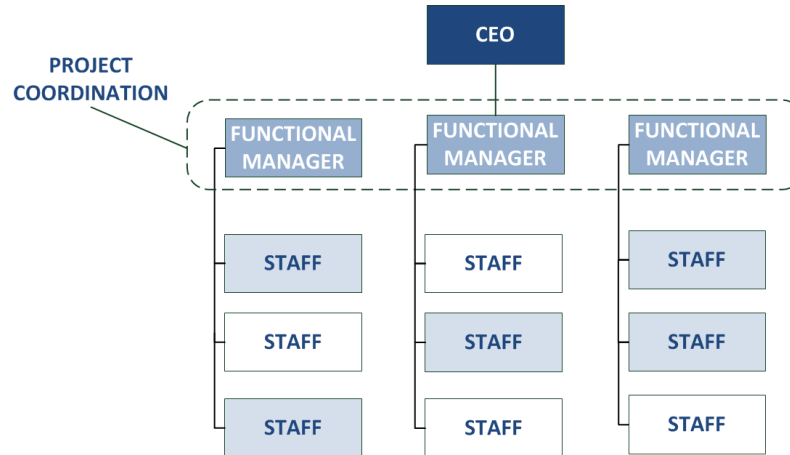 CEO
PROJECT
COORDINATION
FUNCTIONAL
MANAGER
FUNCTIONAL
MANAGER
FUNCTIONAL
MANAGER
STAFF
STAFF
STAFF
STAFF
STAFF
STAFF
STAFF
STAFF
STAFF